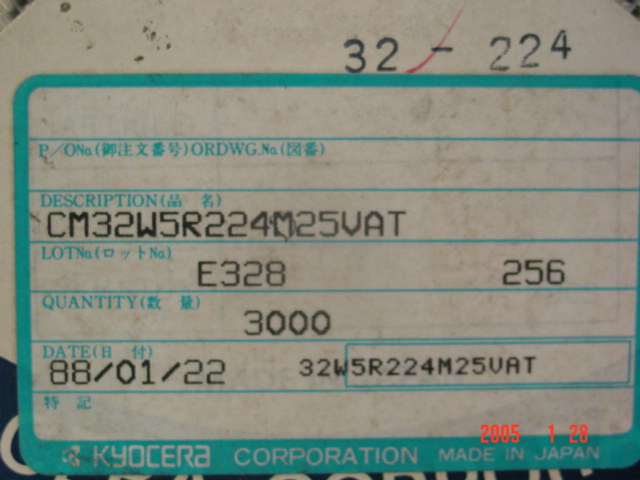 32 - 224
P/ONo(御注文番号)ORDWG.No(図番)
DESCRIPTION(品 名)
CM32W5R224M25VAT
LOTNo(ロットNo)
E328 256
QUANTITY(数 量)
3000
DATE(日 付)
88/01/22 32W5R224M25VAT
特 記
2005 1 28
KYOCERA CORPORATION MADE IN JAPAN